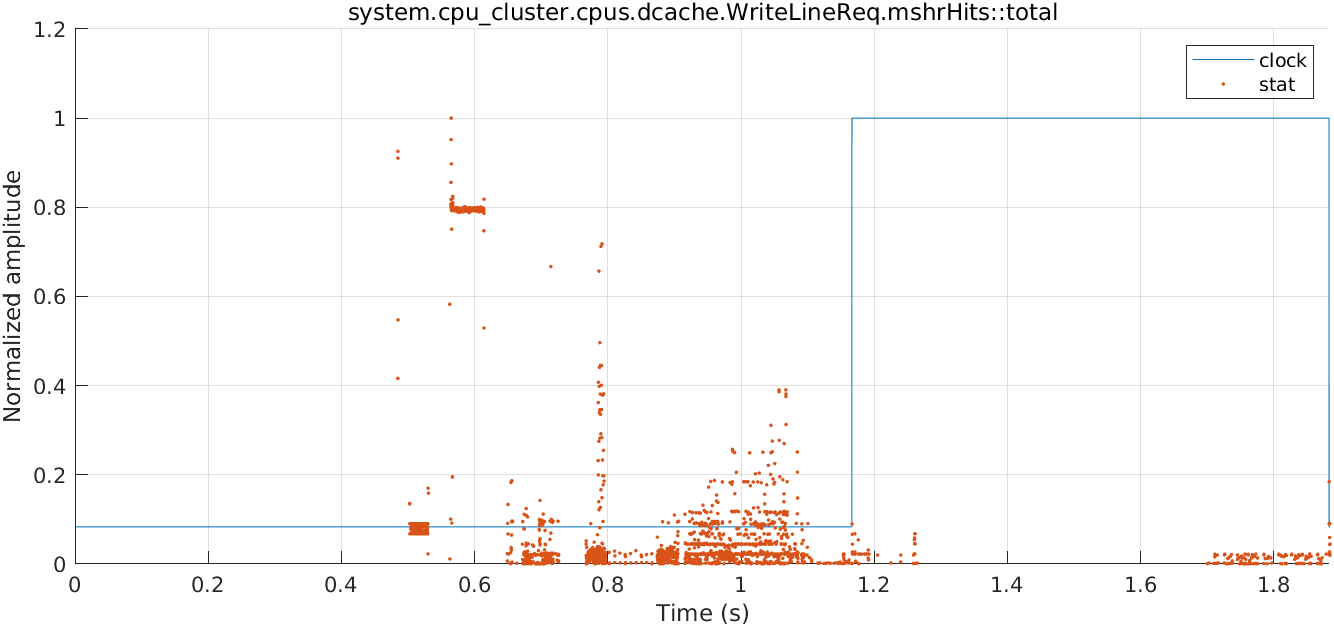 system.cpu_cluster.cpus.dcache.WriteLineReq.mshrHits::total
1.2
1
0.8
0.6
0.4
0.2
0
Normalized amplitude
clock
stat
0 0.2 0.4 0.6 0.8 1 1.2 1.4 1.6 1.8
Time (s)